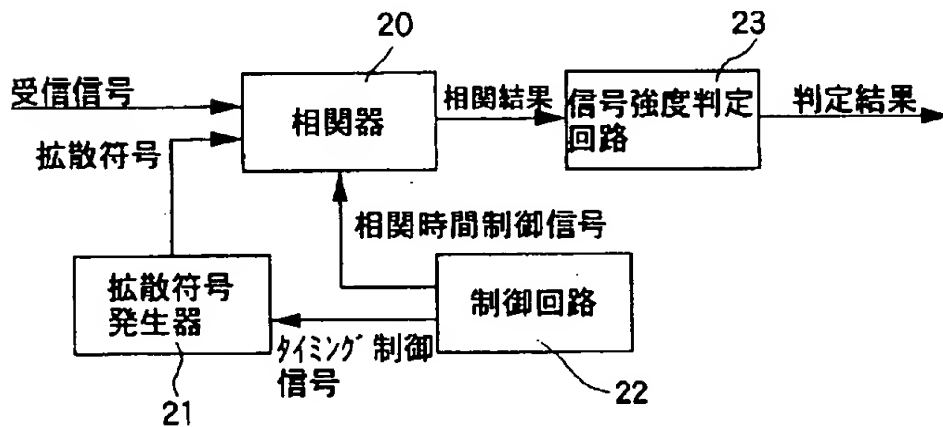 20
23
受信信号
相関器
相関結果
信号強度判定
回路
判定結果
拡散符号
相関時間制御信号
拡散符号
発生器
制御回路
タイミング制御
信号
21
22